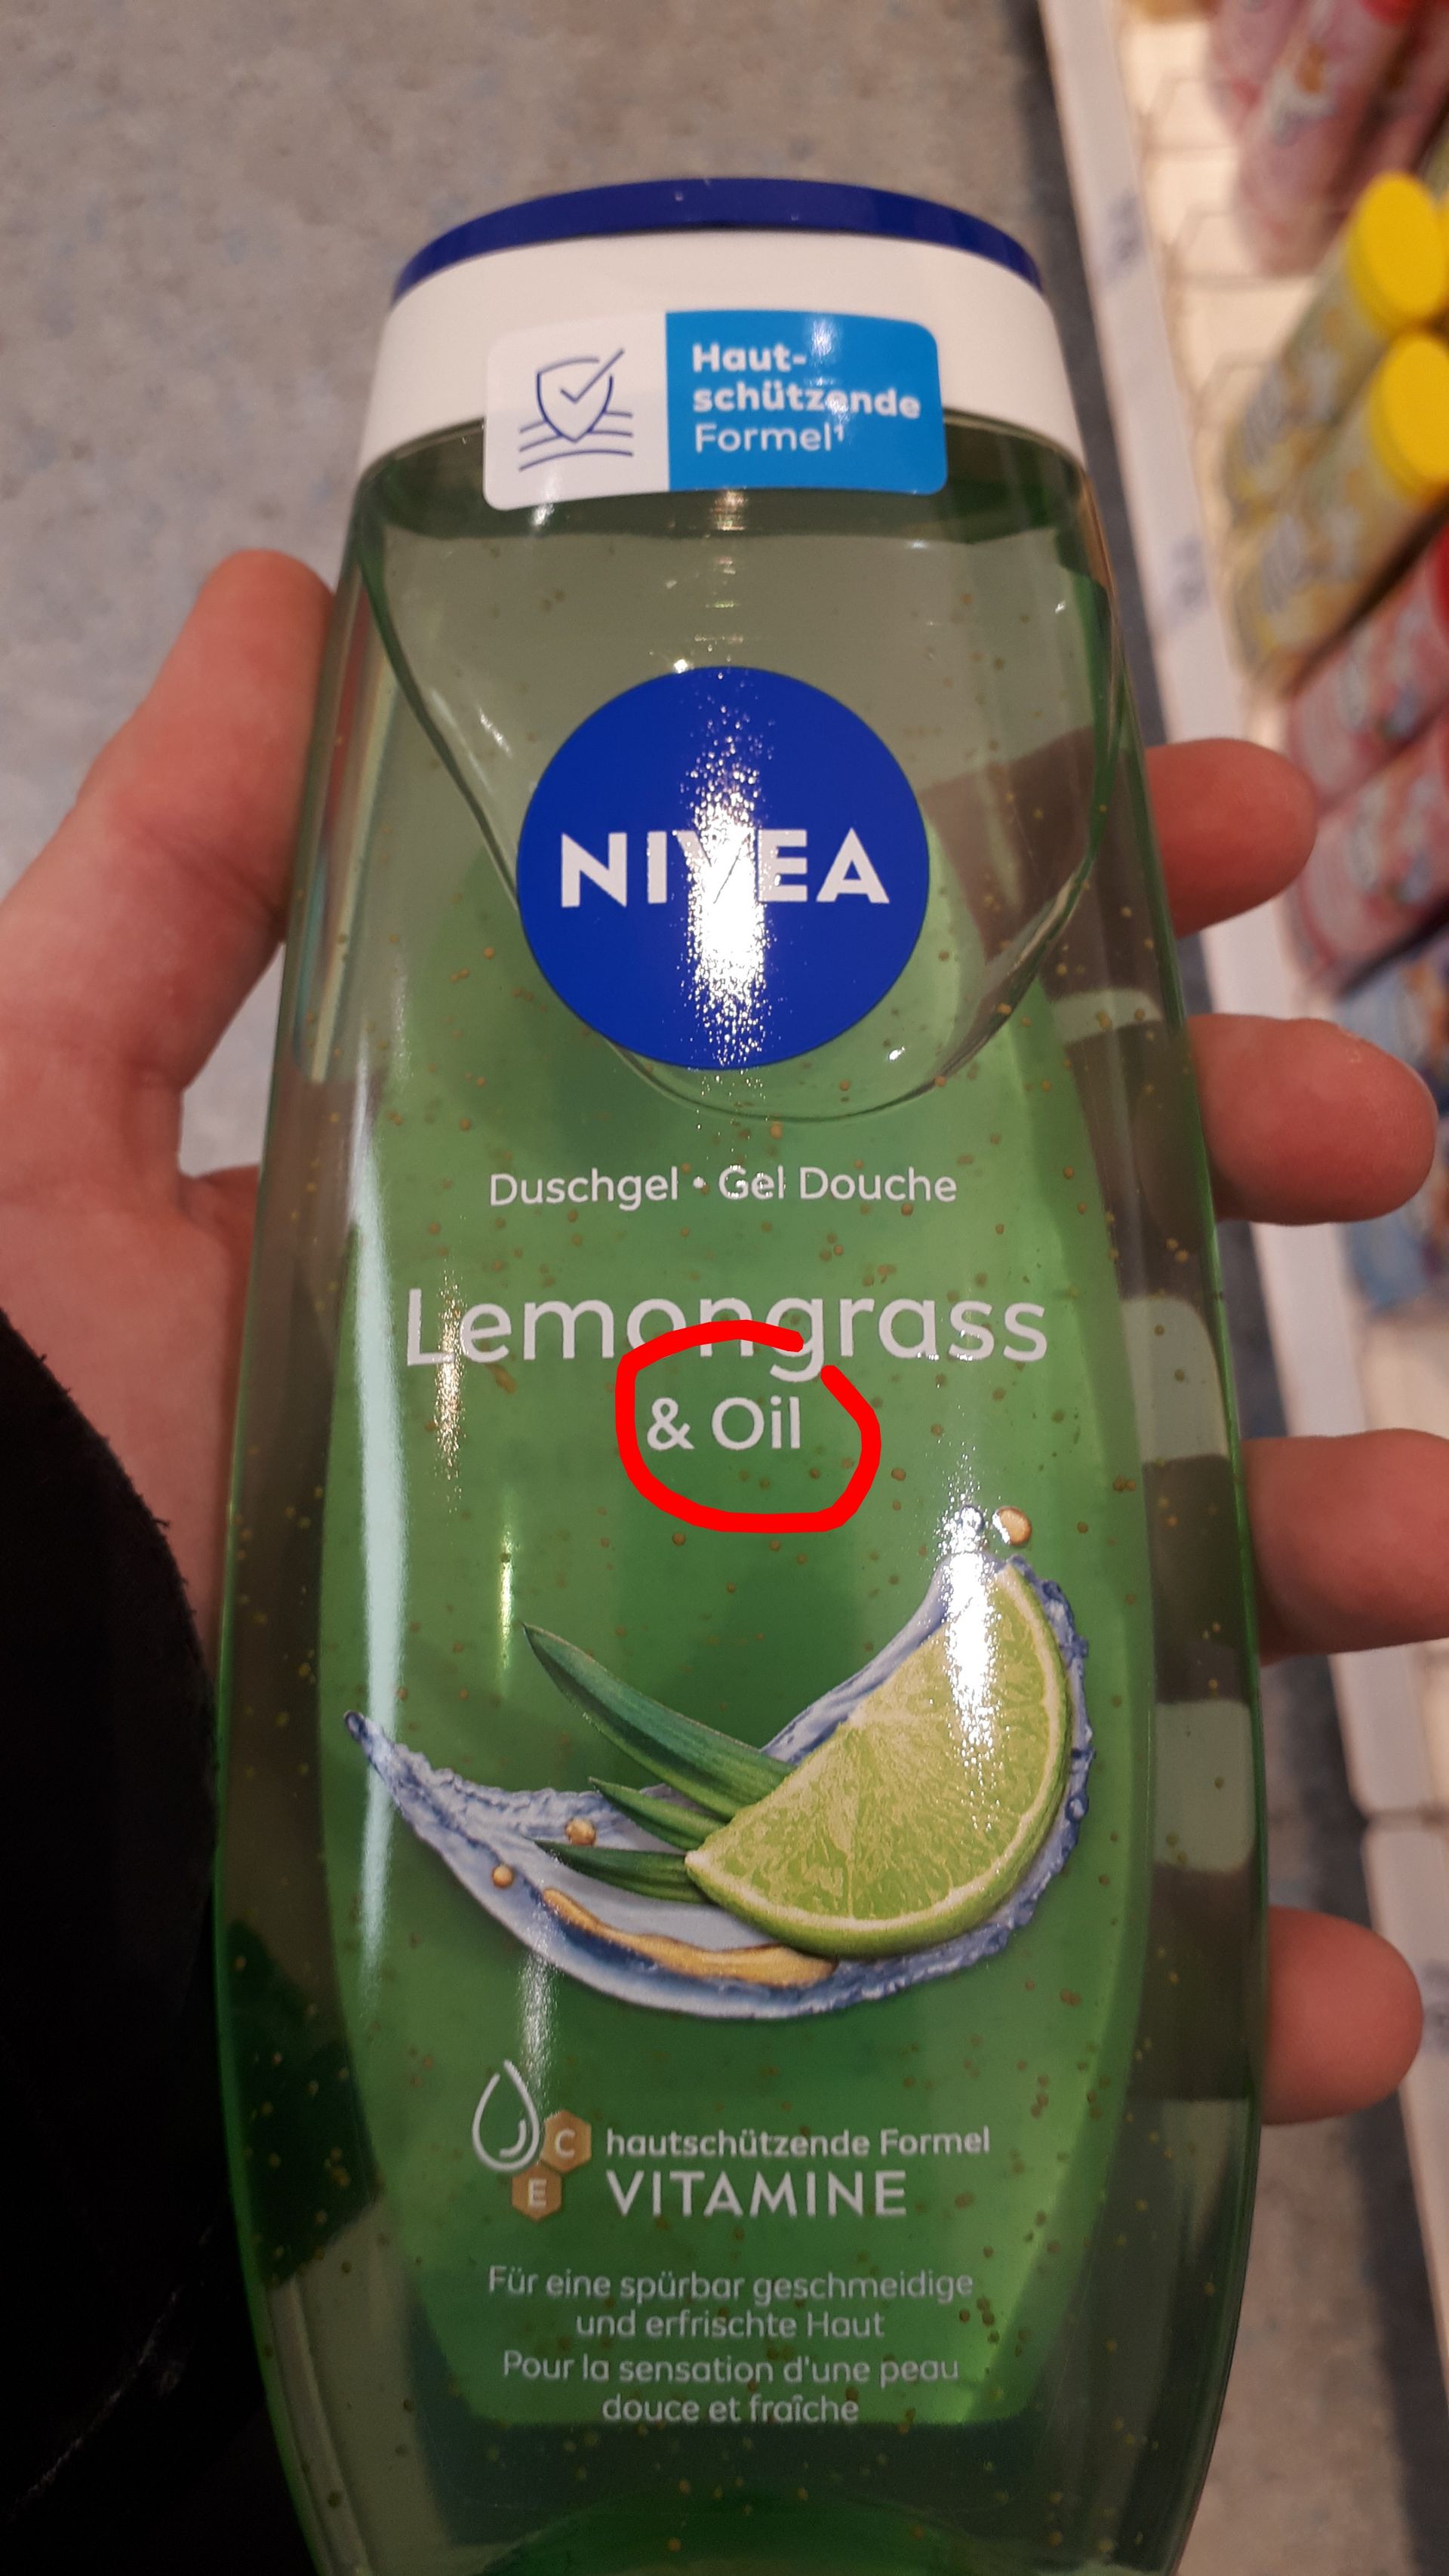 Haut-
schützende
Formel¹
NIVEA
Duschgel • Gel Douche
Lemongrass
& Oil
C
E
hautschützende Formel
VITAMINE
Für eine spürbar geschmeidige
und erfrischte Haut
Pour la sensation d'une peau
douce et fraîche